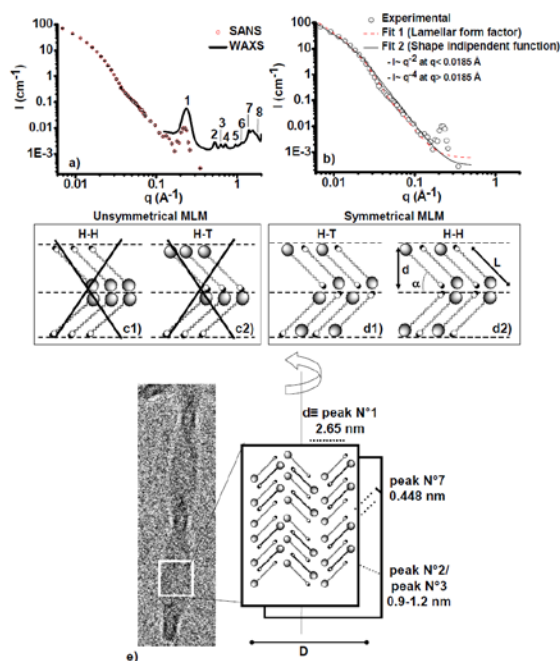 SANS
WAXS
100
10
1
0.1
0.01
1E-3
I (cm⁻¹)
1
2
3
4
5
6
7
8
a)
0.01
0.1
1
q (Å⁻¹)
Experimental
Fit 1 (Lamellar form factor)
Fit 2 (Shape indipendent function)
- I~ q⁻² at q< 0.0185 Å
- I~ q⁻⁴ at q> 0.0185 Å
100
10
1
0.1
0.01
1E-3
I (cm⁻¹)
b)
0.01
0.1
1
q (A⁻¹)
Unsymmetrical MLM
H-H
H-T
c1)
c2)
Symmetrical MLM
H-T
H-H
d
α
L
d1)
d2)
d≡ peak N°1
2.65 nm
peak N°7
0.448 nm
peak N°2/
peak N°3
0.9-1.2 nm
D
e)